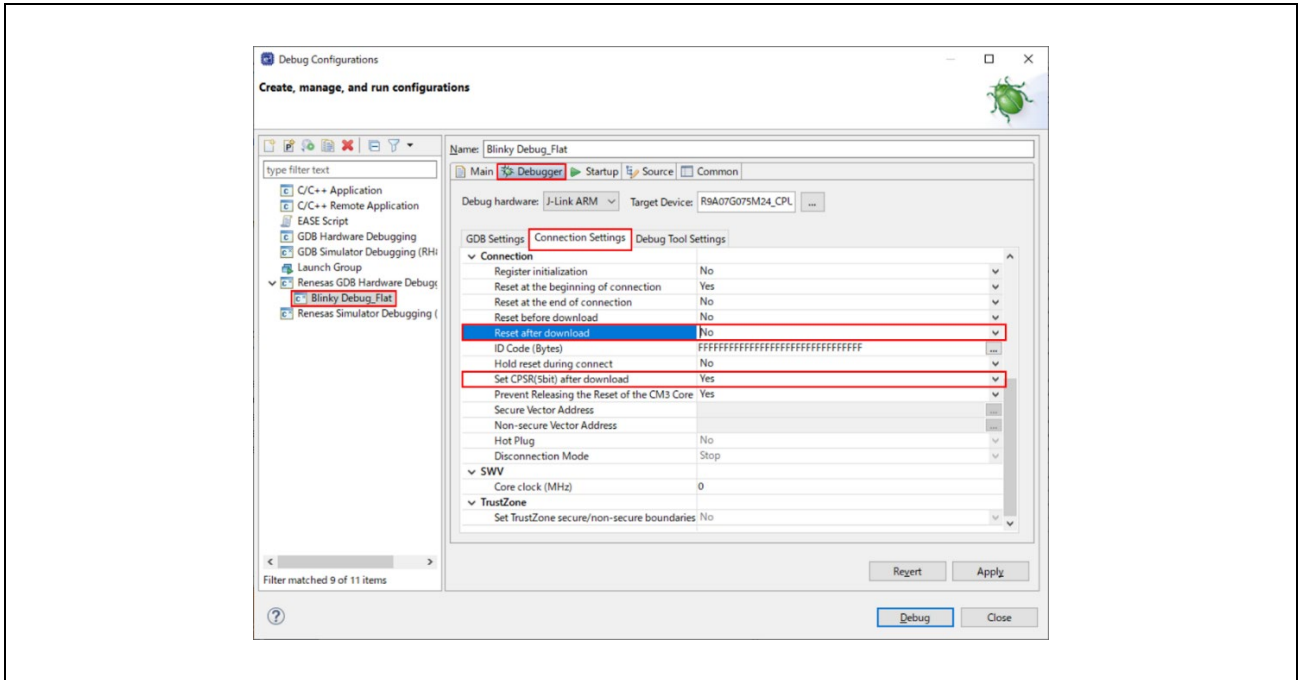 Debug Configurations
Create, manage, and run configurations
type filter text
C/C++ Application
C/C++ Remote Application
EASE Script
GDB Hardware Debugging
GDB Simulator Debugging (RH
Launch Group
Renesas GDB Hardware Debug
Blinky Debug_Flat
Renesas Simulator Debugging (
Filter matched 9 of 11 items
Name: Blinky Debug_Flat
Main Debugger Startup Source Common
Debug hardware: J-Link ARM Target Device: R9A07G075M24_CPU ...
GDB Settings Connection Settings Debug Tool Settings
Connection
Register initialization No
Reset at the beginning of connection Yes
Reset at the end of connection No
Reset before download No
Reset after download No
ID Code (Bytes) FFFFFFFFFFFFFFFFFFFFFFFFFFFFFFFF ...
Hold reset during connect No
Set CPSR(5bit) after download Yes
Prevent Releasing the Reset of the CM3 Core Yes
Secure Vector Address ...
Non-secure Vector Address ...
Hot Plug No
Disconnection Mode Stop
SWV
Core clock (MHz) 0
TrustZone
Set TrustZone secure/non-secure boundaries No
Revert Apply
? Debug Close